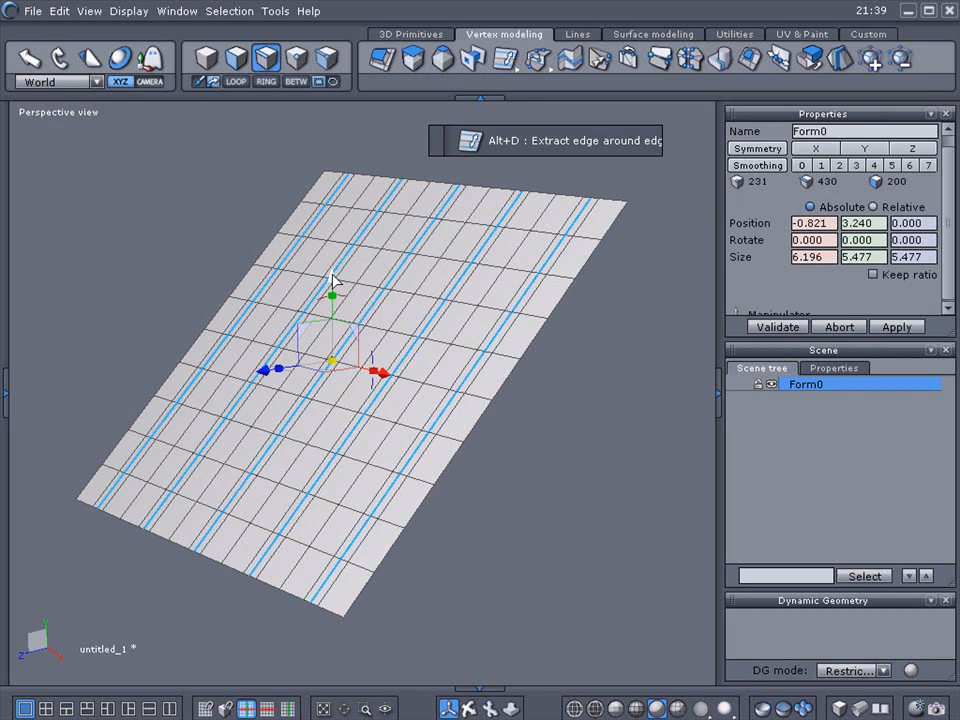 File Edit View Display Window Selection Tools Help 21:39
3D Primitives Vertex modeling Lines Surface modeling Utilities UV & Paint Custom
World XYZ CAMERA LOOP RING BETW
Perspective view
Alt+D : Extract edge around edg
Properties
Name Form0
Symmetry X Y Z
Smoothing 0 1 2 3 4 5 6 7
231 430 200
Absolute Relative
Position -0.821 3.240 0.000
Rotate 0.000 0.000 0.000
Size 6.196 5.477 5.477
Keep ratio
Manipulator
Validate Abort Apply
Scene
Scene tree Properties
Form0
Select
Dynamic Geometry
DG mode: Restric...
Y
Z X
untitled_1 *